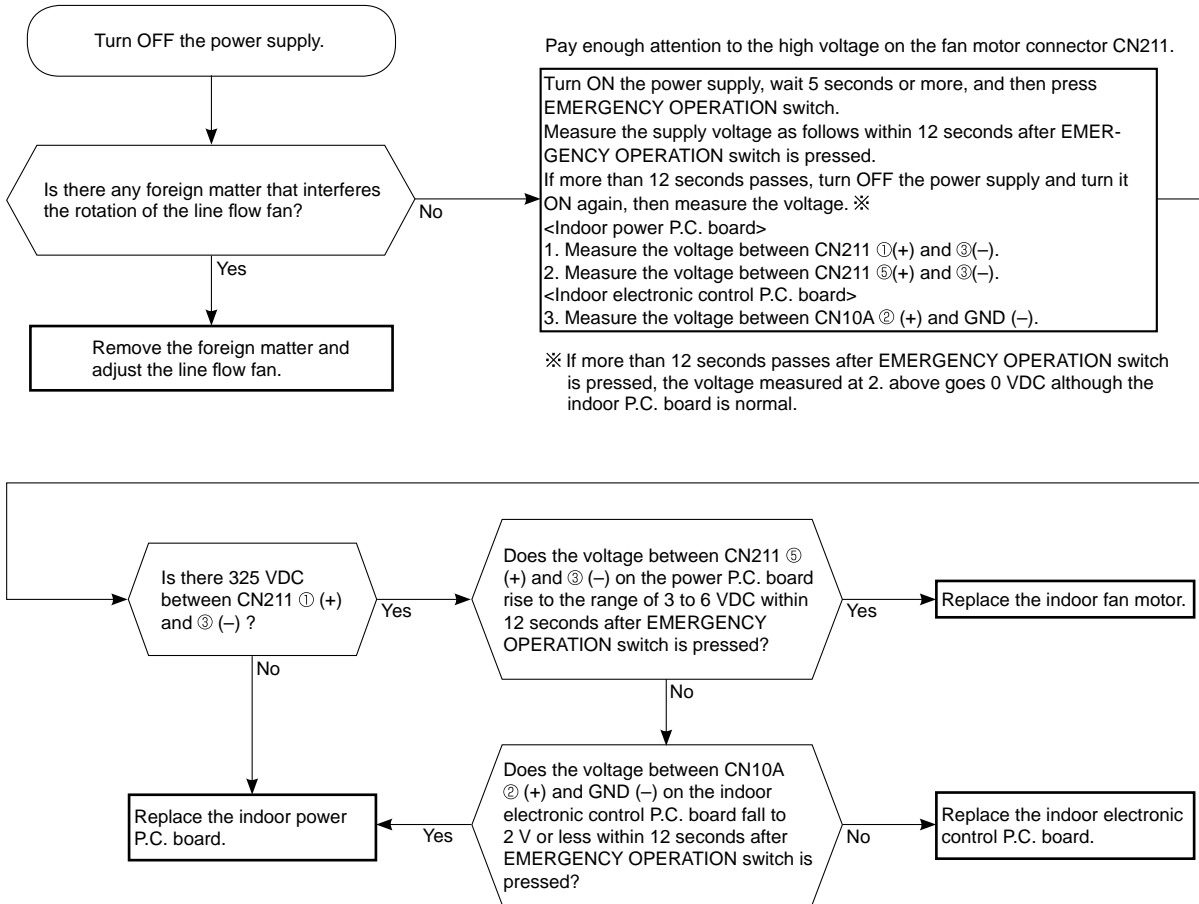 Turn OFF the power supply.
Is there any foreign matter that interferes
the rotation of the line flow fan?
No
Yes
Remove the foreign matter and
adjust the line flow fan.
Pay enough attention to the high voltage on the fan motor connector CN211.
Turn ON the power supply, wait 5 seconds or more, and then press
EMERGENCY OPERATION switch.
Measure the supply voltage as follows within 12 seconds after EMER-
GENCY OPERATION switch is pressed.
If more than 12 seconds passes, turn OFF the power supply and turn it
ON again, then measure the voltage. ※
<Indoor power P.C. board>
1. Measure the voltage between CN211 ①(+) and ③(–).
2. Measure the voltage between CN211 ⑤(+) and ③(–).
<Indoor electronic control P.C. board>
3. Measure the voltage between CN10A ② (+) and GND (–).
※ If more than 12 seconds passes after EMERGENCY OPERATION switch
is pressed, the voltage measured at 2. above goes 0 VDC although the
indoor P.C. board is normal.
Is there 325 VDC
between CN211 ① (+)
and ③ (–) ?
Yes
No
Does the voltage between CN211 ⑤
(+) and ③ (–) on the power P.C. board
rise to the range of 3 to 6 VDC within
12 seconds after EMERGENCY
OPERATION switch is pressed?
Yes
No
Replace the indoor fan motor.
Replace the indoor power
P.C. board.
Yes
Does the voltage between CN10A
② (+) and GND (–) on the indoor
electronic control P.C. board fall to
2 V or less within 12 seconds after
EMERGENCY OPERATION switch is
pressed?
No
Replace the indoor electronic
control P.C. board.